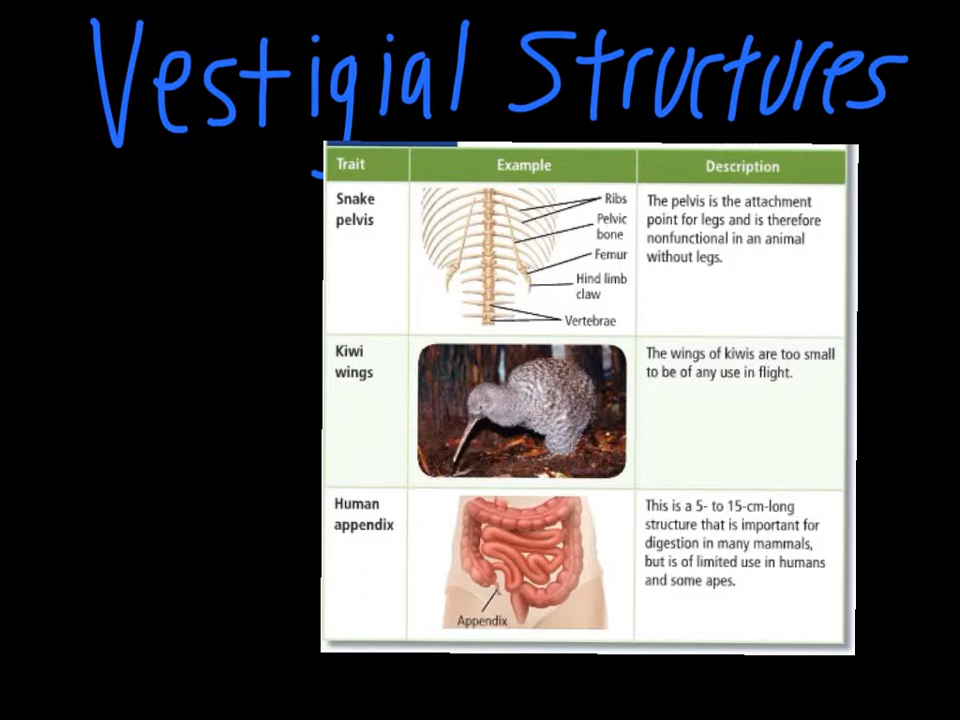 Vestigial Structures
Trait
Example
Description
Snake
pelvis
Ribs
Pelvic
bone
Femur
Hind limb
claw
Vertebrae
The pelvis is the attachment
point for legs and is therefore
nonfunctional in an animal
without legs.
Kiwi
wings
The wings of kiwis are too small
to be of any use in flight.
Human
appendix
Appendix
This is a 5- to 15-cm-long
structure that is important for
digestion in many mammals,
but is of limited use in humans
and some apes.